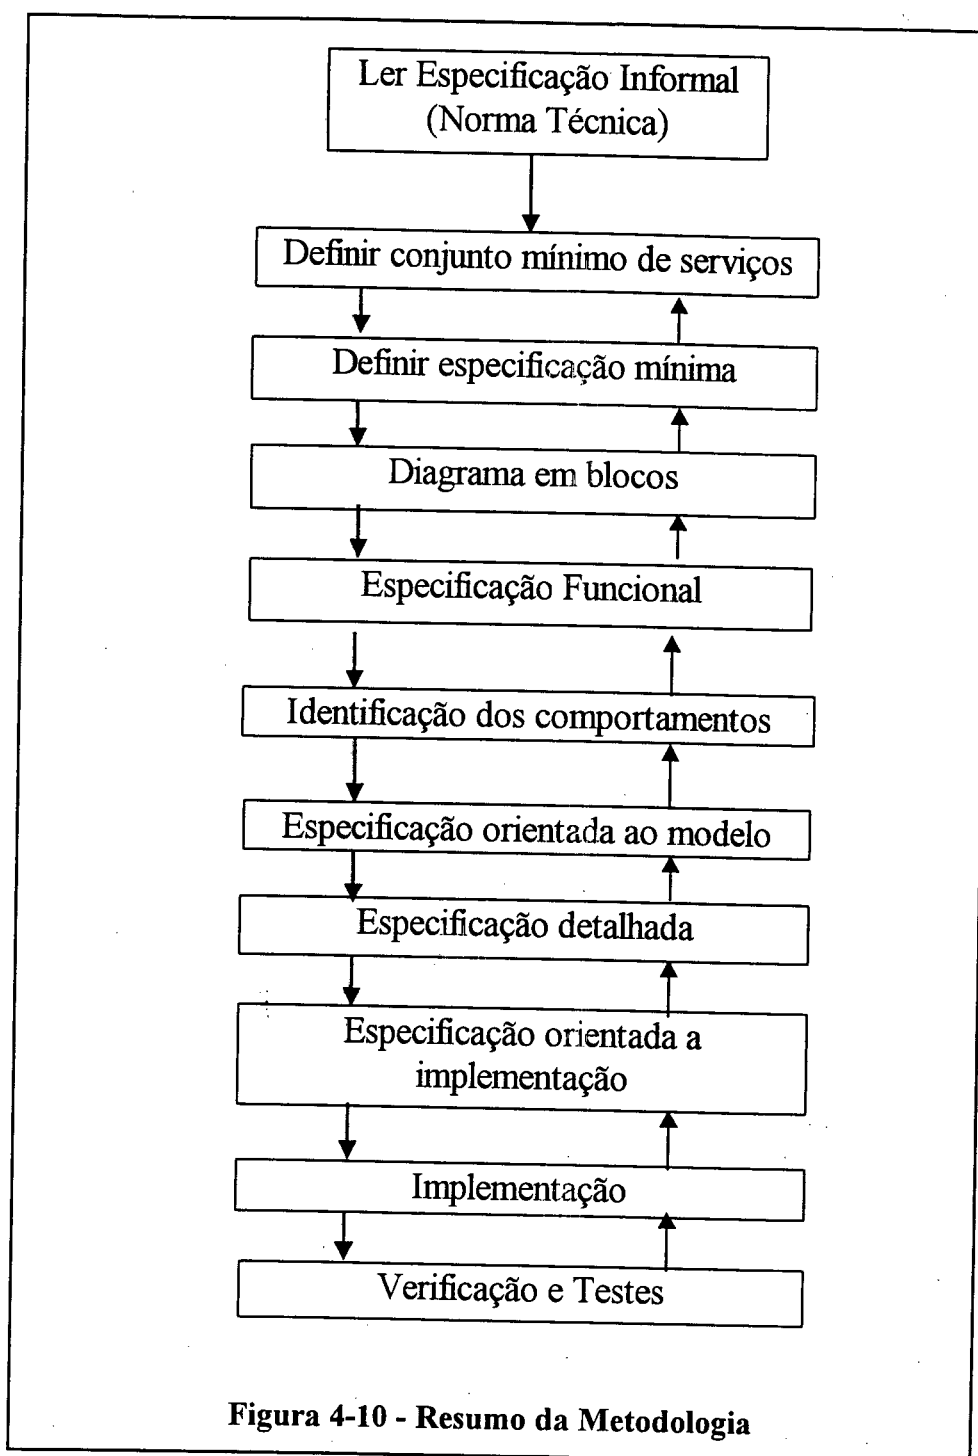 Ler Especificação Informal
(Norma Técnica)
Definir conjunto mínimo de serviços
Definir especificação mínima
Diagrama em blocos
Especificação Funcional
Identificação dos comportamentos
Especificação orientada ao modelo
Especificação detalhada
Especificação orientada a
implementação
Implementação
Verificação e Testes
Figura 4-10 - Resumo da Metodologia